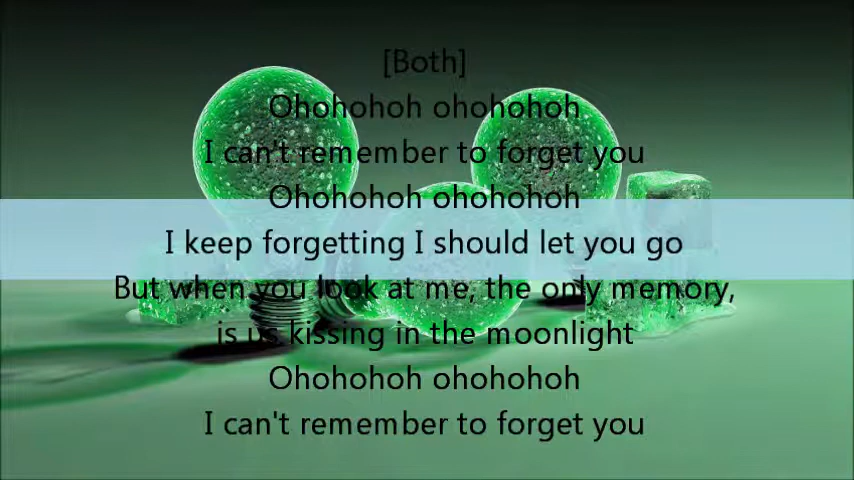 [Both]
Ohohohoh ohohohoh
I can't remember to forget you
Ohohohoh ohohohoh
I keep forgetting I should let you go
But when you look at me, the only memory,
is us kissing in the moonlight
Ohohohoh ohohohoh
I can't remember to forget you